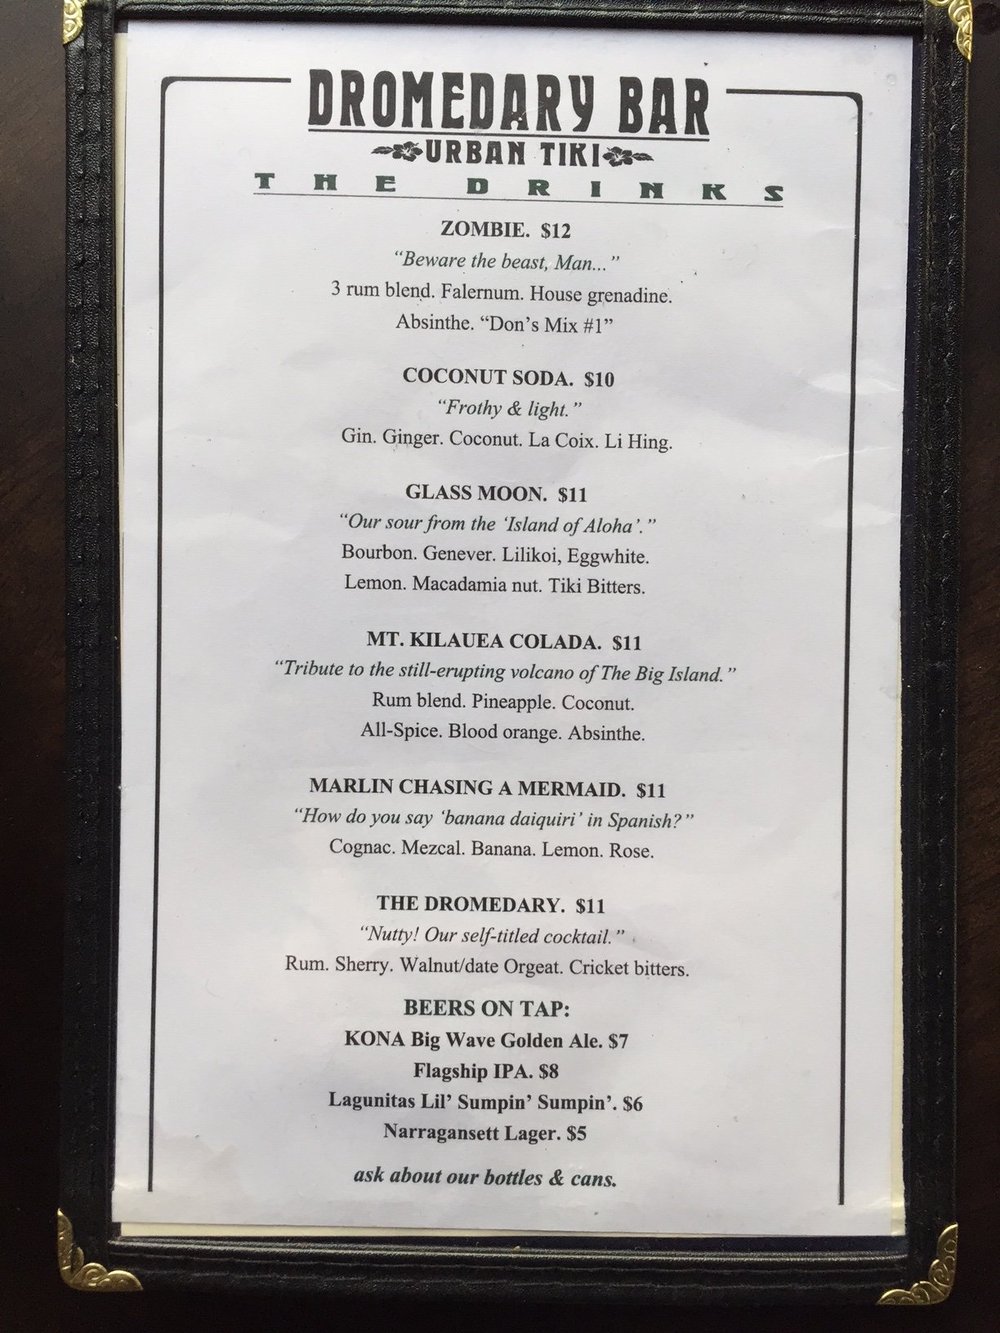 DROMEDARY BAR
URBAN TIKI
THE DRINKS
ZOMBIE. $12
“Beware the beast, Man...”
3 rum blend. Falernum. House grenadine.
Absinthe. “Don’s Mix #1”
COCONUT SODA. $10
“Frothy & light.”
Gin. Ginger. Coconut. La Coix. Li Hing.
GLASS MOON. $11
“Our sour from the ‘Island of Aloha’.”
Bourbon. Genever. Lilikoi, Eggwhite.
Lemon. Macadamia nut. Tiki Bitters.
MT. KILAUEA COLADA. $11
“Tribute to the still-erupting volcano of The Big Island.”
Rum blend. Pineapple. Coconut.
All-Spice. Blood orange. Absinthe.
MARLIN CHASING A MERMAID. $11
“How do you say ‘banana daiquiri’ in Spanish?”
Cognac. Mezcal. Banana. Lemon. Rose.
THE DROMEDARY. $11
“Nutty! Our self-titled cocktail.”
Rum. Sherry. Walnut/date Orgeat. Cricket bitters.
BEERS ON TAP:
KONA Big Wave Golden Ale. $7
Flagship IPA. $8
Lagunitas Lil’ Sumpin’ Sumpin’. $6
Narragansett Lager. $5
ask about our bottles & cans.